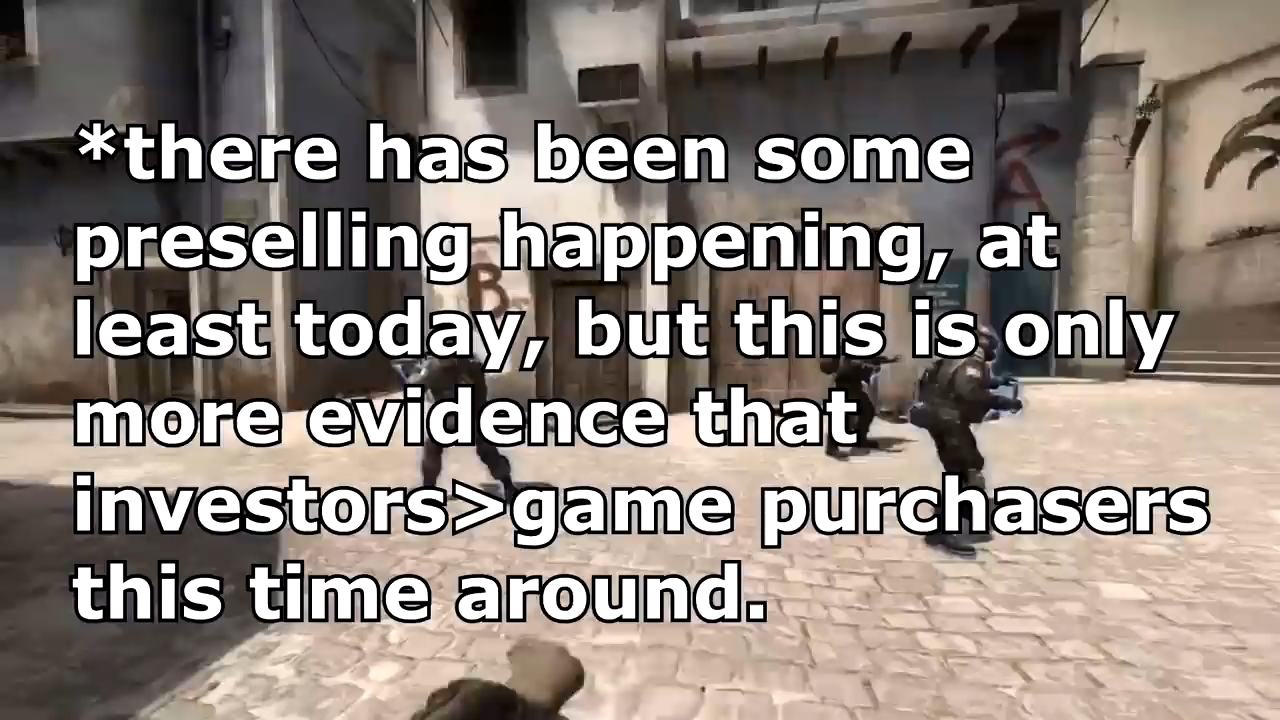 *there has been some
preselling happening, at
least today, but this is only
more evidence that
investors>game purchasers
this time around.
A
B